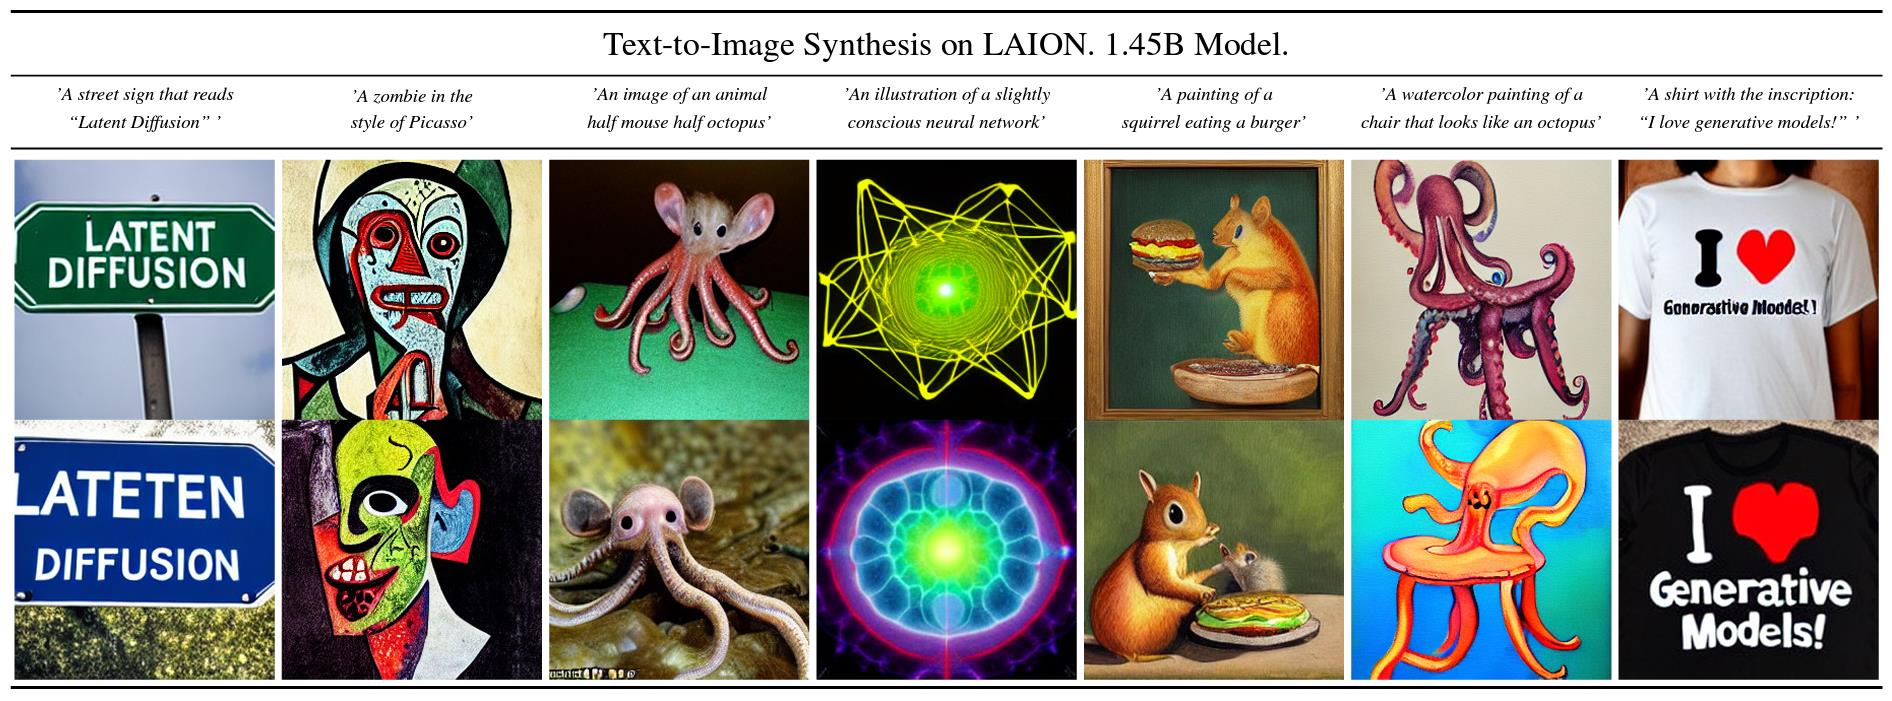 Text-to-Image Synthesis on LAION. 1.45B Model.
’A street sign that reads
“Latent Diffusion” ’
’A zombie in the
style of Picasso’
’An image of an animal
half mouse half octopus’
’An illustration of a slightly
conscious neural network’
’A painting of a
squirrel eating a burger’
’A watercolor painting of a
chair that looks like an octopus’
’A shirt with the inscription:
“I love generative models!” ’
LATENT
DIFFUSION
I
LATETEN
DIFFUSION
I
Generative
Models!